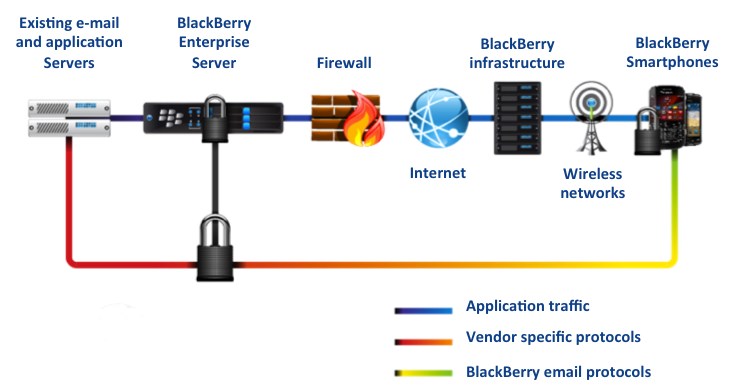 Existing e-mail
and application
Servers
BlackBerry
Enterprise
Server
Firewall
BlackBerry
infrastructure
BlackBerry
Smartphones
Internet
Wireless
networks
Application traffic
Vendor specific protocols
BlackBerry email protocols